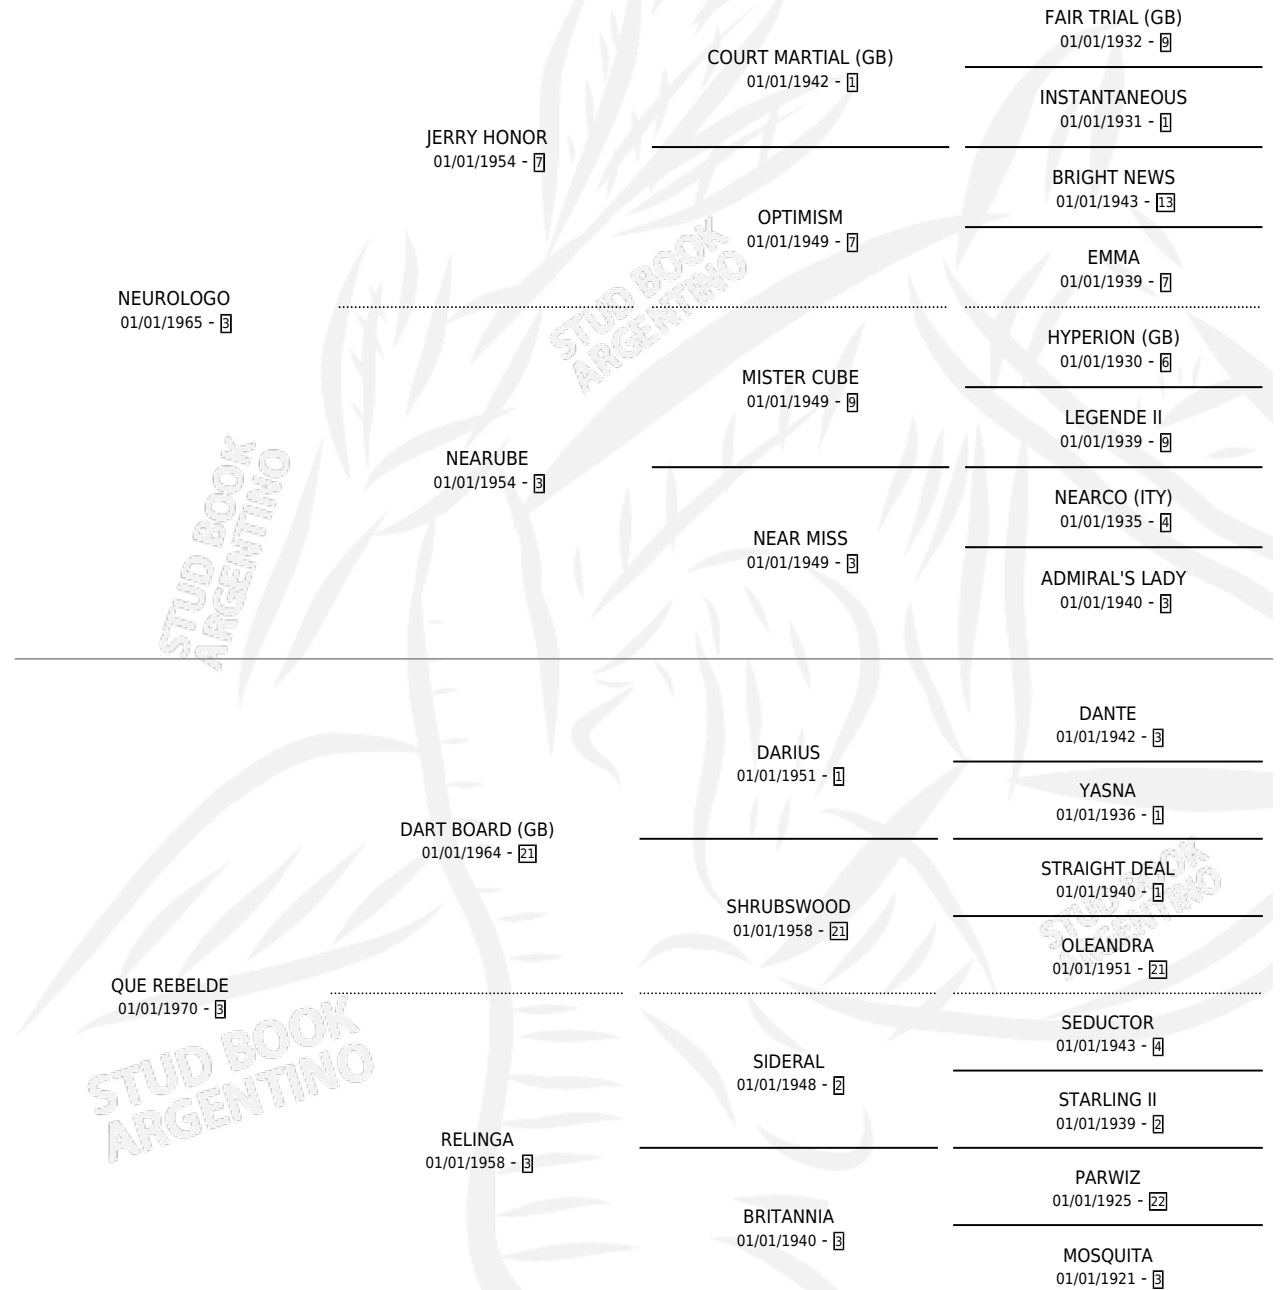 FAIR TRIAL (GB)
01/01/1932 - 9
COURT MARTIAL (GB)
01/01/1942 - 1
INSTANTANEOUS
01/01/1931 - 1
JERRY HONOR
01/01/1954 - 7
BRIGHT NEWS
01/01/1943 - 13
OPTIMISM
01/01/1949 - 7
EMMA
01/01/1939 - 7
NEUROLOGO
01/01/1965 - 3
HYPERION (GB)
01/01/1930 - 6
MISTER CUBE
01/01/1949 - 9
LEGENDE II
01/01/1939 - 9
NEARUBE
01/01/1954 - 3
NEARCO (ITY)
01/01/1935 - 4
NEAR MISS
01/01/1949 - 3
ADMIRAL'S LADY
01/01/1940 - 3
STUD BOOK
ARGENTINO
STUD BOOK
ARGENTINO
DANTE
01/01/1942 - 3
DARIUS
01/01/1951 - 1
YASNA
01/01/1936 - 1
DART BOARD (GB)
01/01/1964 - 21
STRAIGHT DEAL
01/01/1940 - 1
SHRUBSWOOD
01/01/1958 - 21
OLEANDRA
01/01/1951 - 21
QUE REBELDE
01/01/1970 - 3
SEDUCTOR
01/01/1943 - 4
SIDERAL
01/01/1948 - 2
STARLING II
01/01/1939 - 2
RELINGA
01/01/1958 - 3
PARWIZ
01/01/1925 - 22
BRITANNIA
01/01/1940 - 3
MOSQUITA
01/01/1921 - 3
STUD BOOK
ARGENTINO
STUD BOOK
ARGENTINO